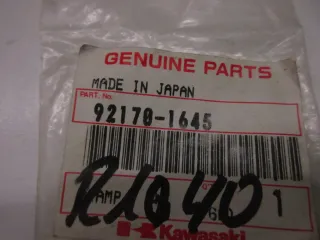 GENUINE PARTS
MADE IN JAPAN
PART. No.
92170-1645
R1040
1
Kawasaki